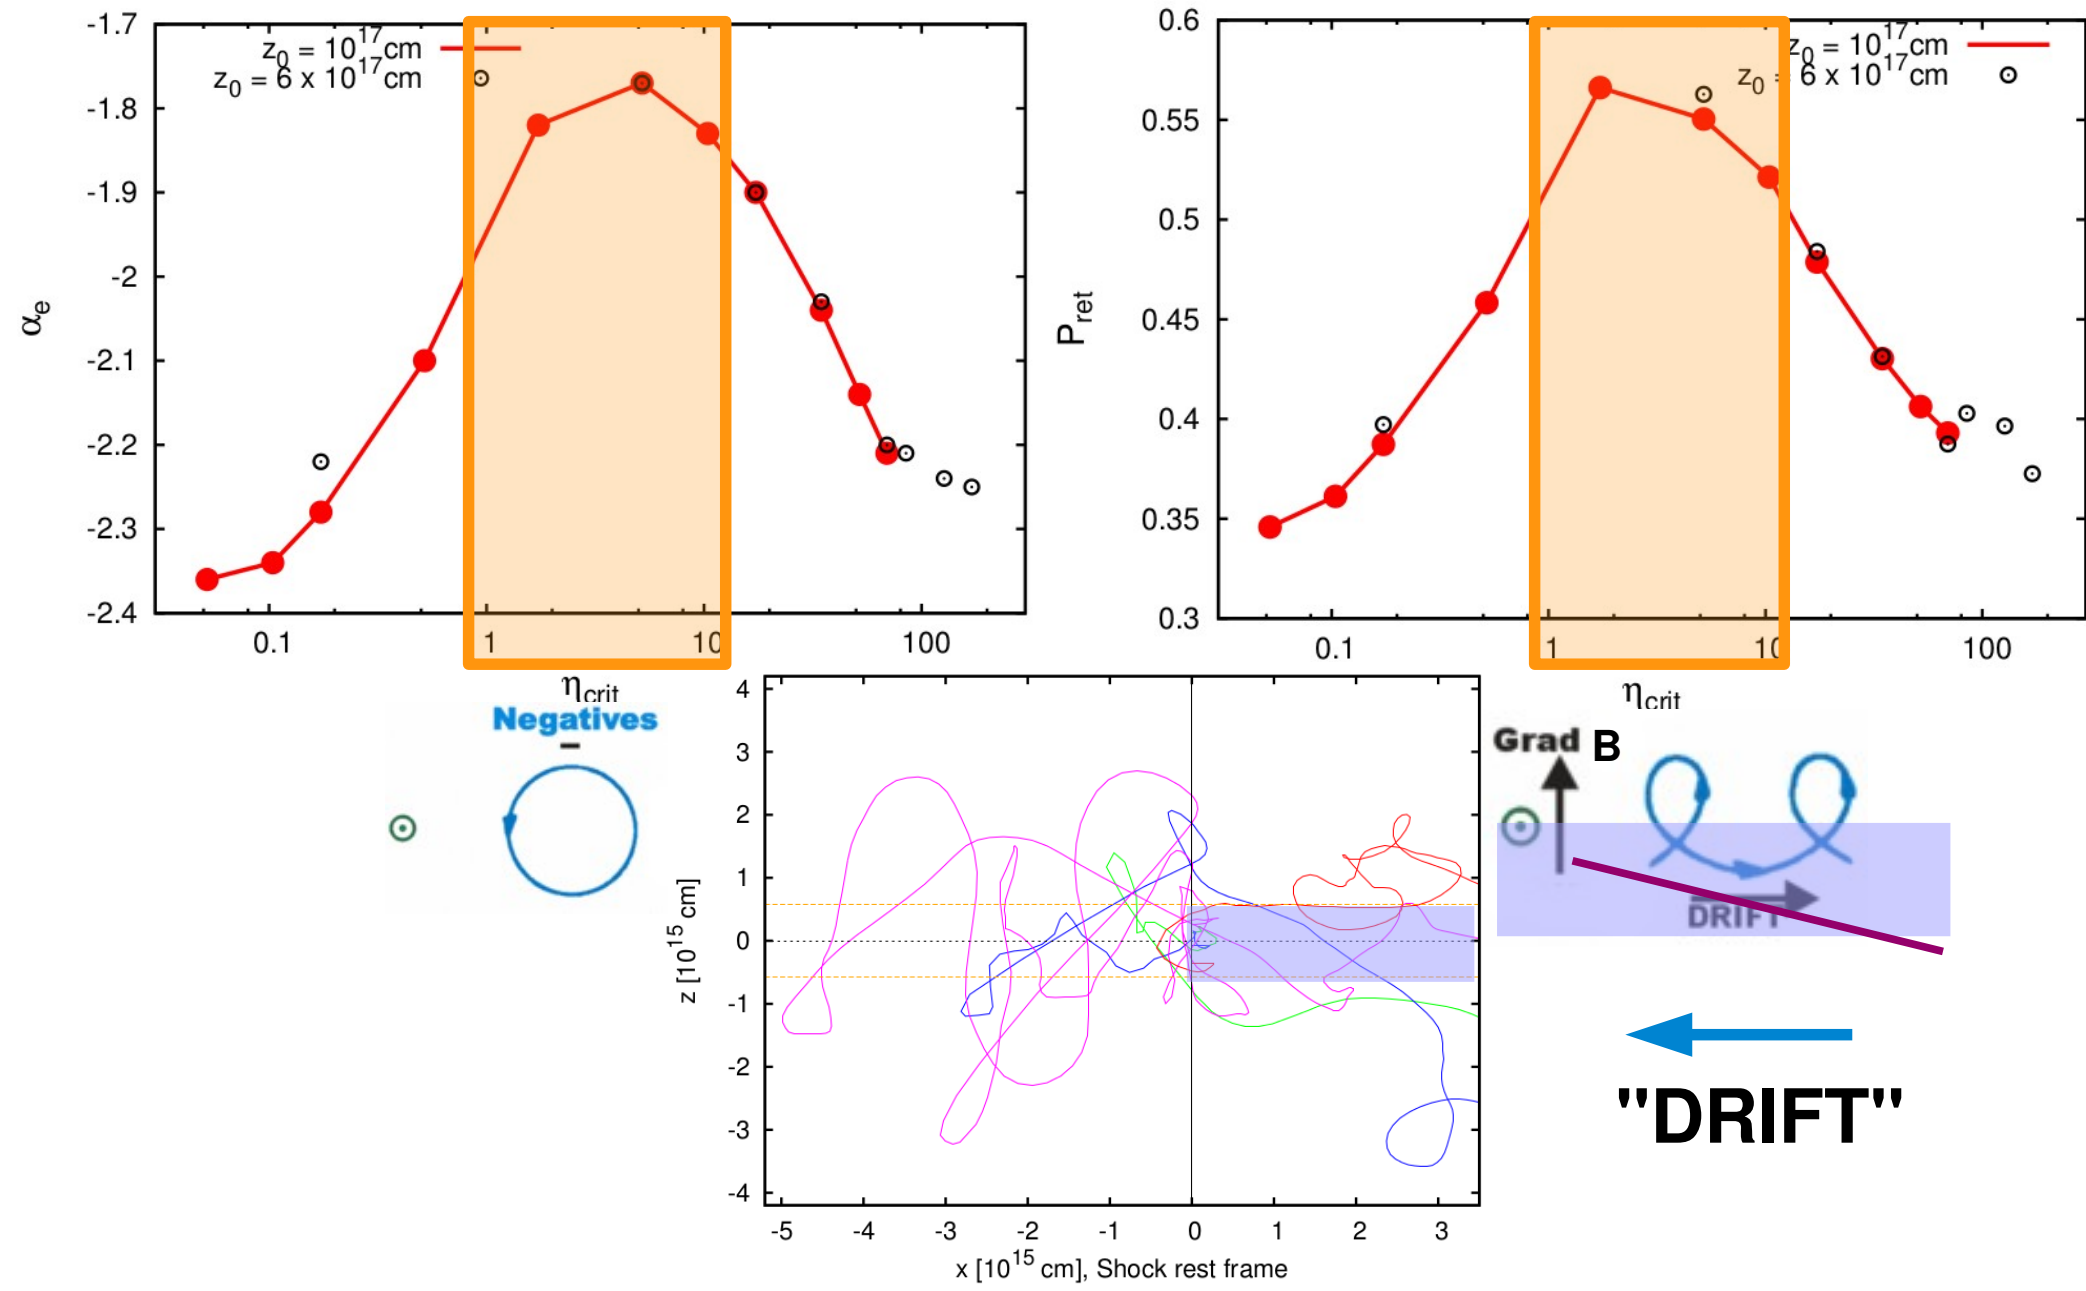 -1.7
-1.8
-1.9
-2
-2.1
-2.2
-2.3
-2.4
αe
z0 = 10^17cm
z0 = 6 x 10^17cm
0.1
1
10
100
ηcrit
0.6
0.55
0.5
0.45
0.4
0.35
0.3
Pret
z0 = 10^17cm
z0 = 6 x 10^17cm
0.1
1
10
100
ηcrit
Negatives
4
3
2
1
0
-1
-2
-3
-4
z [10^15 cm]
-5 -4 -3 -2 -1 0 1 2 3
x [10^15 cm], Shock rest frame
Grad B
DRIFT
"DRIFT"